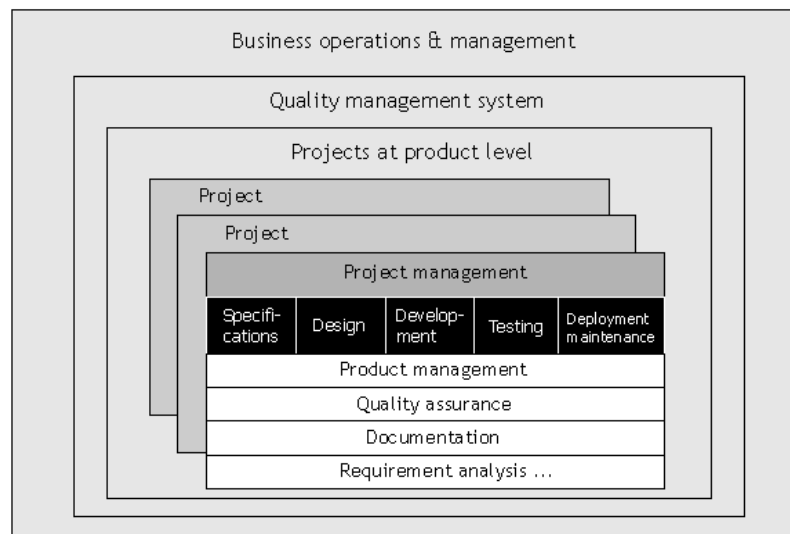 Business operations & management
Quality management system
Projects at product level
Project
Project
Project management
Specifi-
cations
Design
Develop-
ment
Testing
Deployment
maintenance
Product management
Quality assurance
Documentation
Requirement analysis ...